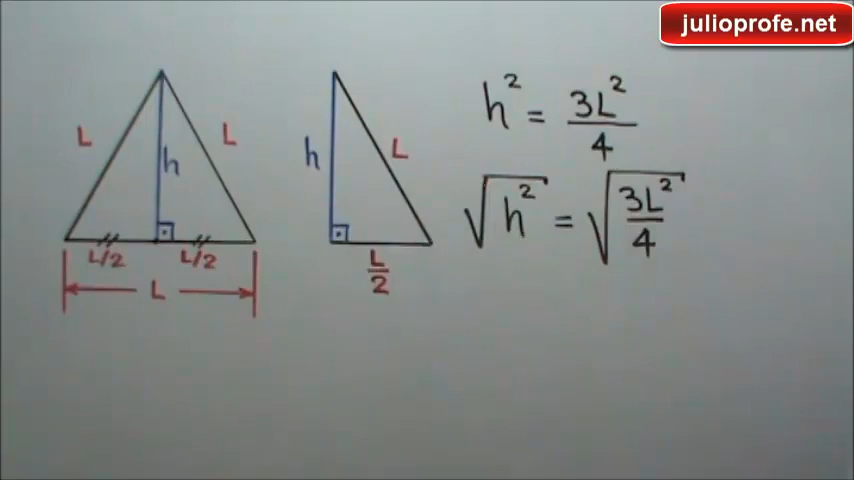 julioprofe.net
L
L
h
L/2
L/2
L
h
L
L/2
h² = 3L²/4
√h² = √3L²/4